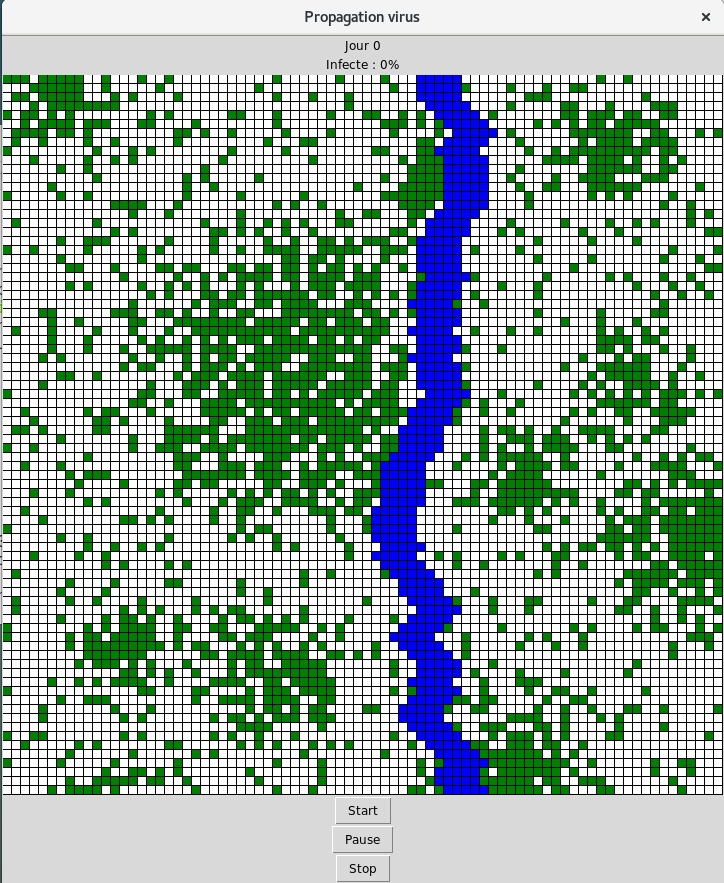 Propagation virus
×
Jour 0
Infecte : 0%
Start
Pause
Stop